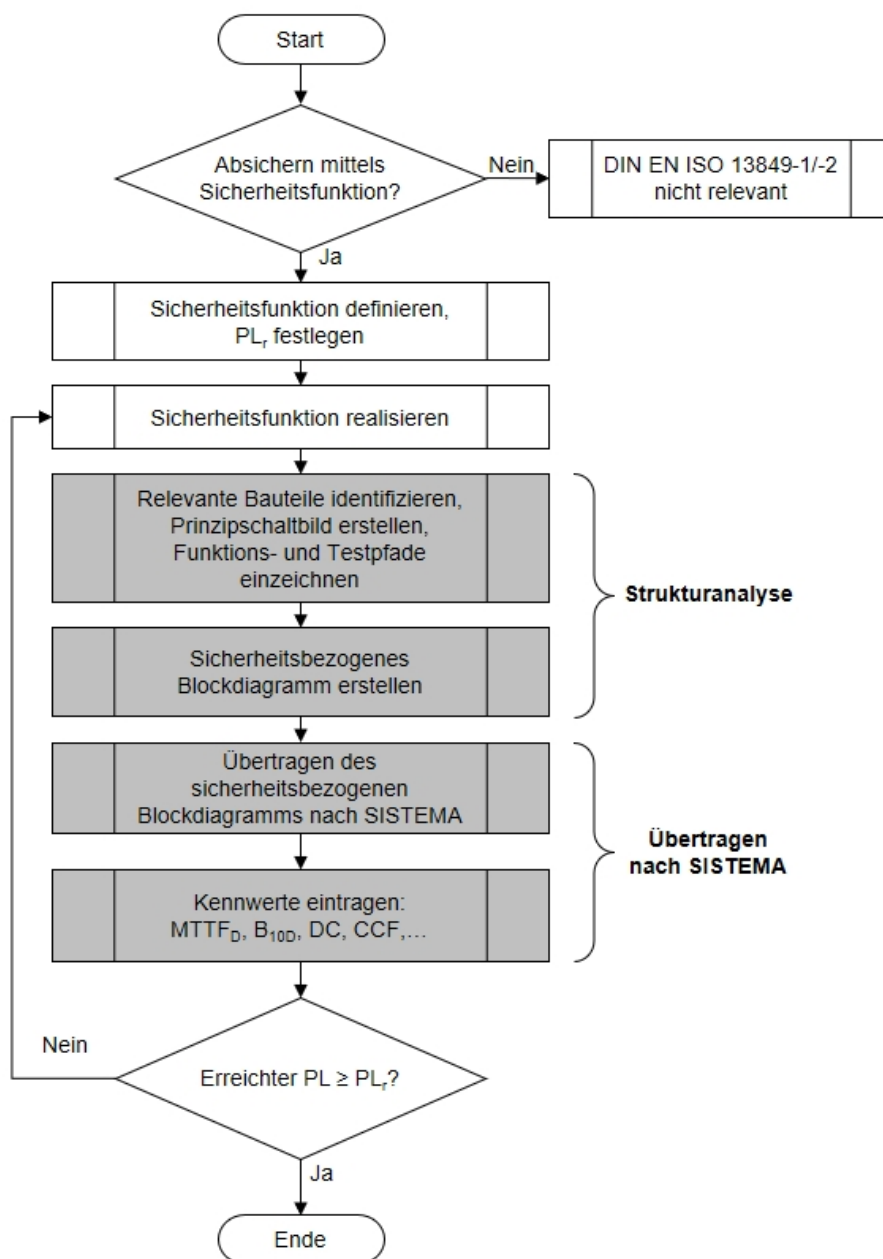 Start
Absichern mittels
Sicherheitsfunktion?
Nein
DIN EN ISO 13849-1/-2
nicht relevant
Ja
Sicherheitsfunktion definieren,
PLr festlegen
Sicherheitsfunktion realisieren
Relevante Bauteile identifizieren,
Prinzipschaltbild erstellen,
Funktions- und Testpfade
einzeichnen
Strukturanalyse
Sicherheitsbezogenes
Blockdiagramm erstellen
Übertragen des
sicherheitsbezogenen
Blockdiagramms nach SISTEMA
Übertragen
nach SISTEMA
Kennwerte eintragen:
MTTFD, B10D, DC, CCF,…
Nein
Erreichter PL ≥ PLr?
Ja
Ende